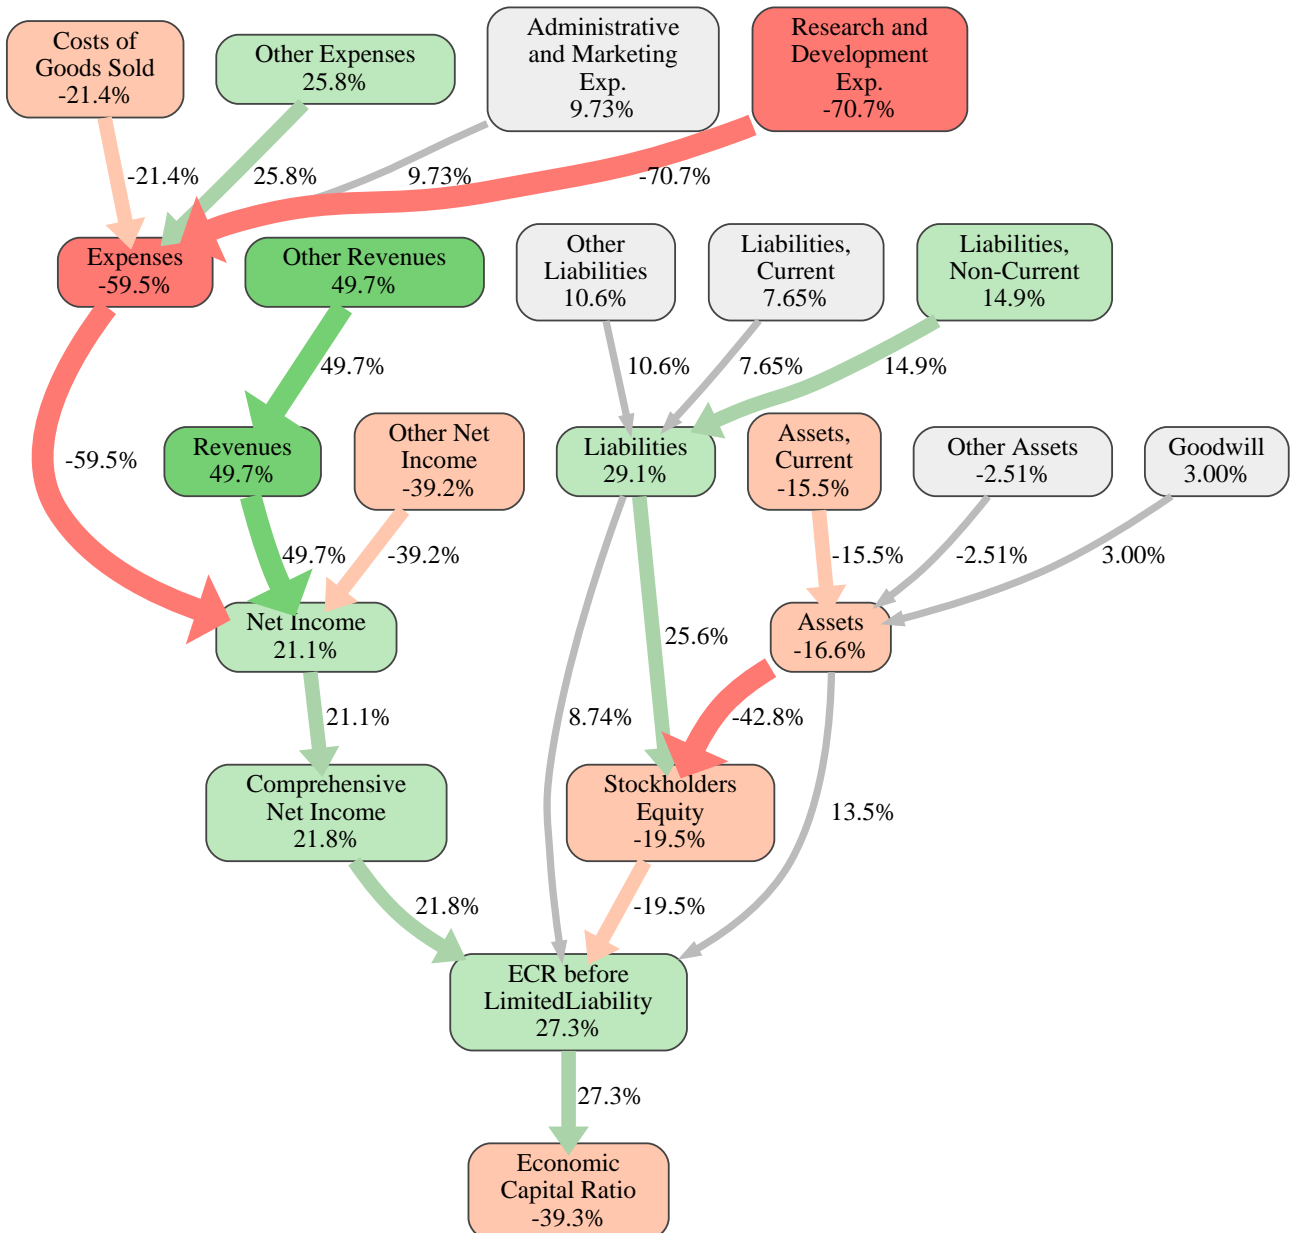 Costs of
Goods Sold
-21.4%
Other Expenses
25.8%
Administrative
and Marketing
Exp.
9.73%
Research and
Development
Exp.
-70.7%
-21.4%
25.8%
9.73%
-70.7%
Expenses
-59.5%
Other Revenues
49.7%
Other
Liabilities
10.6%
Liabilities,
Current
7.65%
Liabilities,
Non-Current
14.9%
49.7%
10.6%
7.65%
14.9%
-59.5%
Revenues
49.7%
Other Net
Income
-39.2%
Liabilities
29.1%
Assets,
Current
-15.5%
Other Assets
-2.51%
Goodwill
3.00%
49.7%
-39.2%
-15.5%
-2.51%
3.00%
Net Income
21.1%
25.6%
Assets
-16.6%
21.1%
8.74%
-42.8%
Comprehensive
Net Income
21.8%
Stockholders
Equity
-19.5%
13.5%
21.8%
-19.5%
ECR before
LimitedLiability
27.3%
27.3%
Economic
Capital Ratio
-39.3%